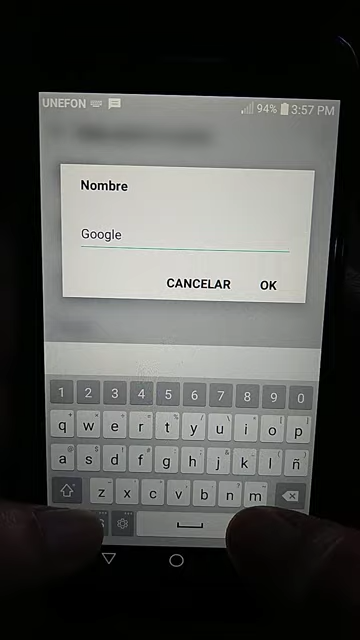 UNEFON 94% 3:57 PM
Nombre
Google
CANCELAR OK
1 2 3 4 5 6 7 8 9 0
q w e r t y u i o p
a s d f g h j k l ñ
z x c v b n m